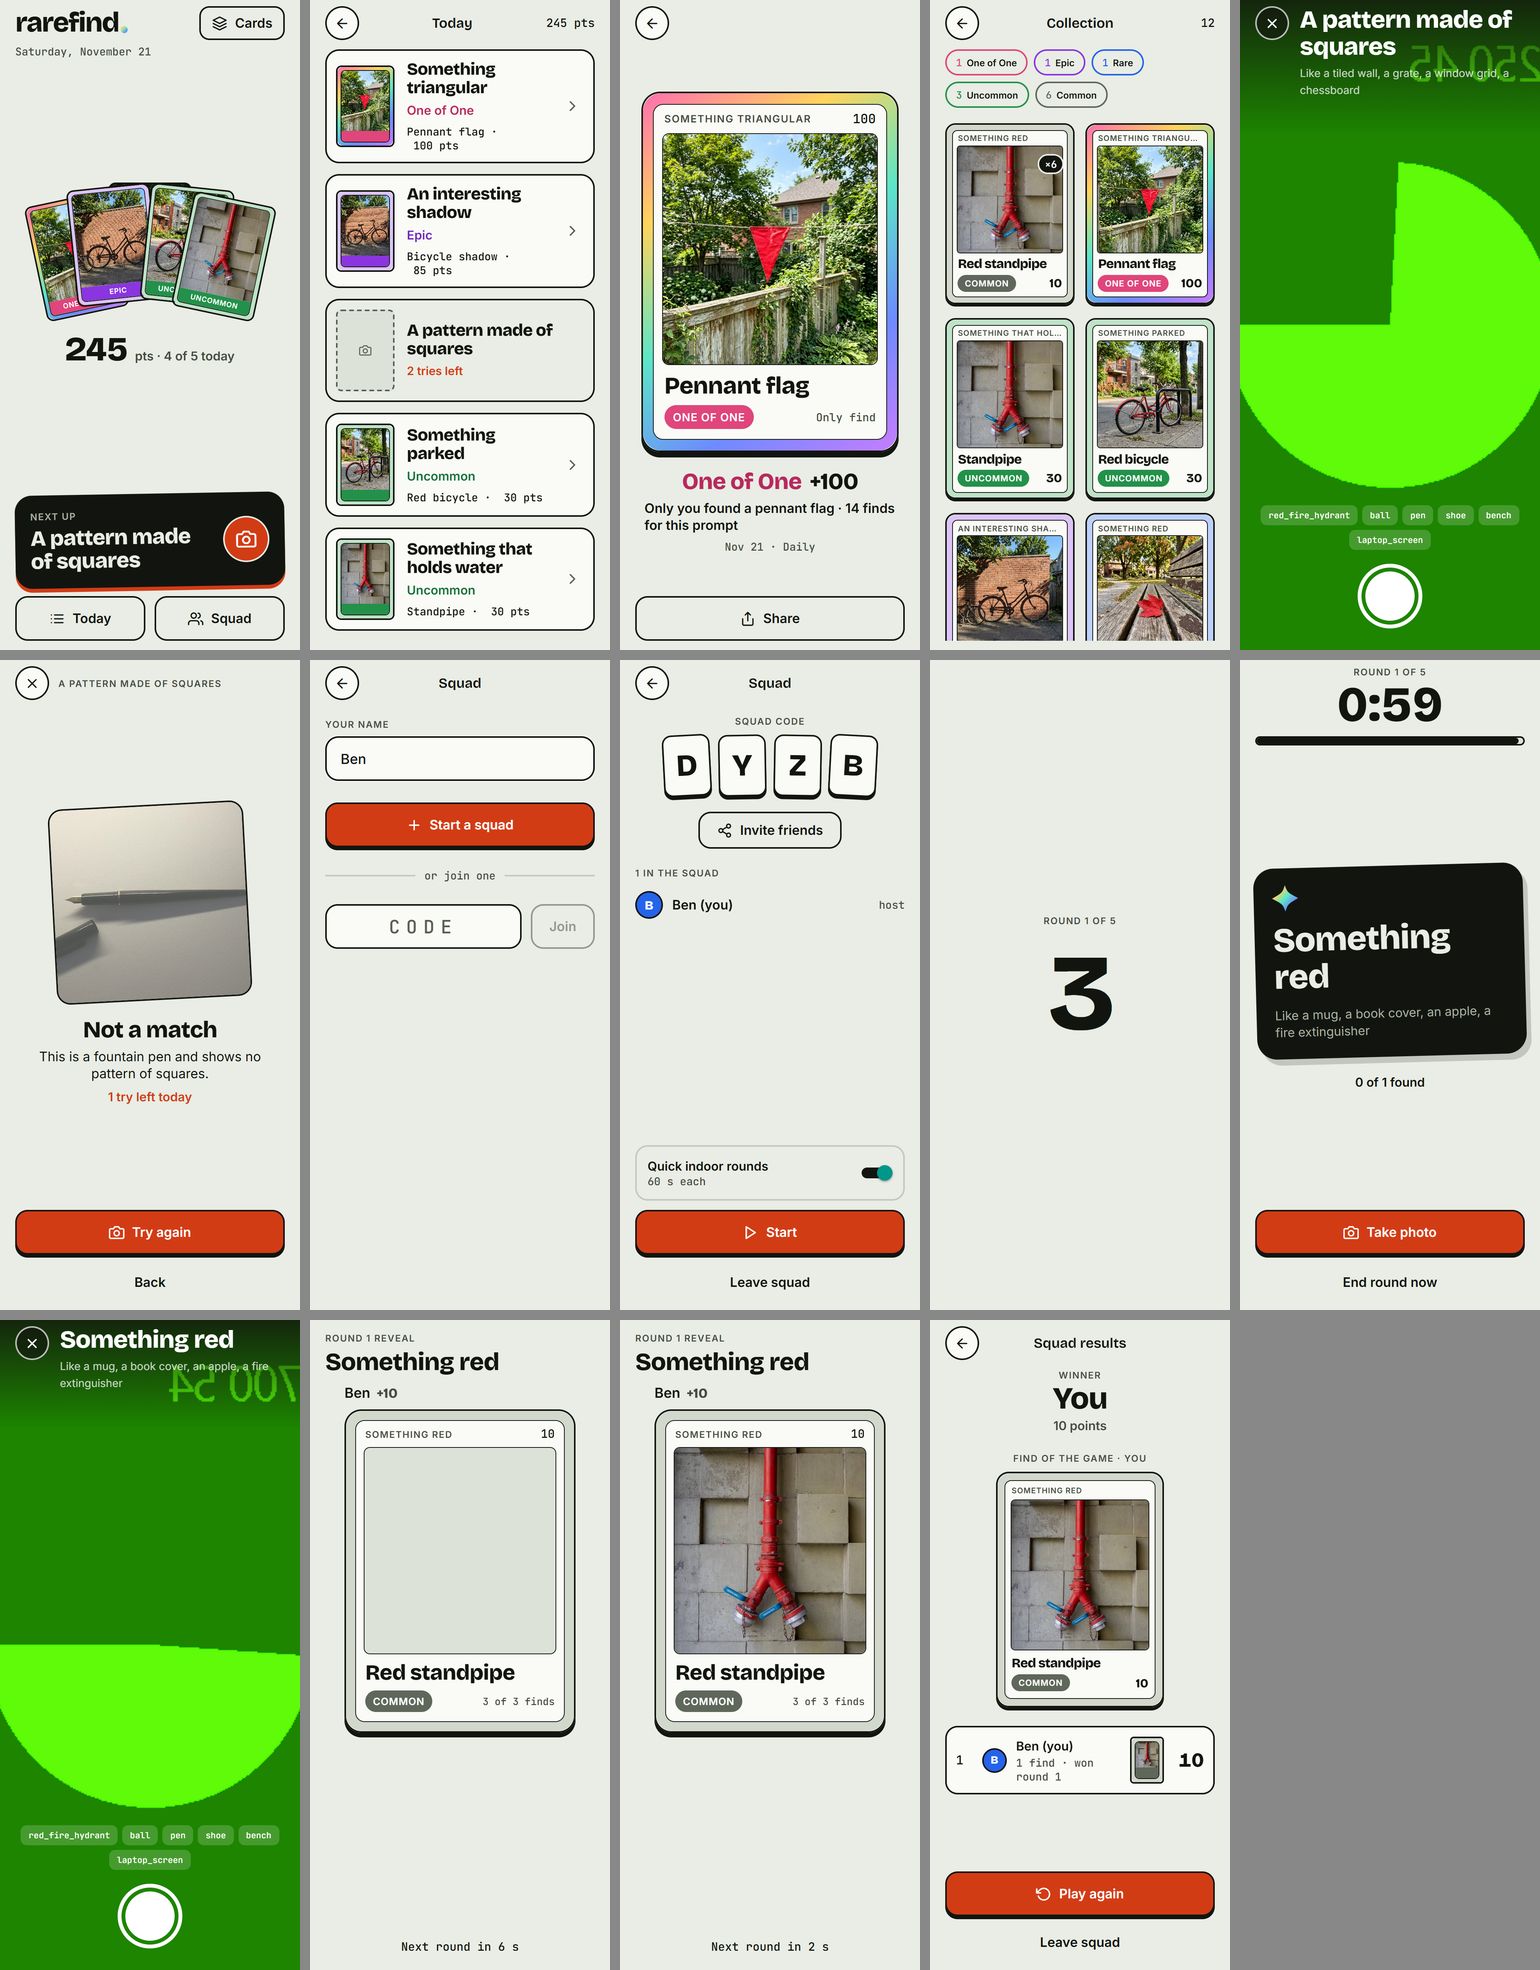 rarefind.
Cards
Saturday, November 21
ONE
EPIC
UNC
UNCOMMON
245 pts · 4 of 5 today
NEXT UP
A pattern made
of squares
Today
Squad
Today
245 pts
Something
triangular
One of One
Pennant flag ·
100 pts
An interesting
shadow
Epic
Bicycle shadow ·
85 pts
A pattern made of
squares
2 tries left
Something
parked
Uncommon
Red bicycle · 30 pts
Something that
holds water
Uncommon
Standpipe · 30 pts
SOMETHING TRIANGULAR
100
Pennant flag
ONE OF ONE
Only find
One of One +100
Only you found a pennant flag · 14 finds
for this prompt
Nov 21 · Daily
Share
Collection
12
1 One of One
1 Epic
1 Rare
3 Uncommon
6 Common
SOMETHING RED
×6
Red standpipe
COMMON
10
SOMETHING TRIANGU...
Pennant flag
ONE OF ONE
100
SOMETHING THAT HOL...
Standpipe
UNCOMMON
30
SOMETHING PARKED
Red bicycle
UNCOMMON
30
AN INTERESTING SHA...
SOMETHING RED
A pattern made of
squares
Like a tiled wall, a grate, a window grid, a
chessboard
250 45
red_fire_hydrant
ball
pen
shoe
bench
laptop_screen
A PATTERN MADE OF SQUARES
Not a match
This is a fountain pen and shows no
pattern of squares.
1 try left today
Try again
Back
Squad
YOUR NAME
Ben
Start a squad
or join one
CODE
Join
Squad
SQUAD CODE
D
Y
Z
B
Invite friends
1 IN THE SQUAD
B
Ben (you)
host
Quick indoor rounds
60 s each
Start
Leave squad
ROUND 1 OF 5
3
ROUND 1 OF 5
0:59
Something
red
Like a mug, a book cover, an apple, a
fire extinguisher
0 of 1 found
Take photo
End round now
Something red
Like a mug, a book cover, an apple, a fire
extinguisher
700 54
red_fire_hydrant
ball
pen
shoe
bench
laptop_screen
ROUND 1 REVEAL
Something red
Ben +10
SOMETHING RED
10
Red standpipe
COMMON
3 of 3 finds
Next round in 6 s
ROUND 1 REVEAL
Something red
Ben +10
SOMETHING RED
10
Red standpipe
COMMON
3 of 3 finds
Next round in 2 s
Squad results
WINNER
You
10 points
FIND OF THE GAME · YOU
SOMETHING RED
Red standpipe
COMMON
10
1
B
Ben (you)
1 find · won
round 1
10
Play again
Leave squad